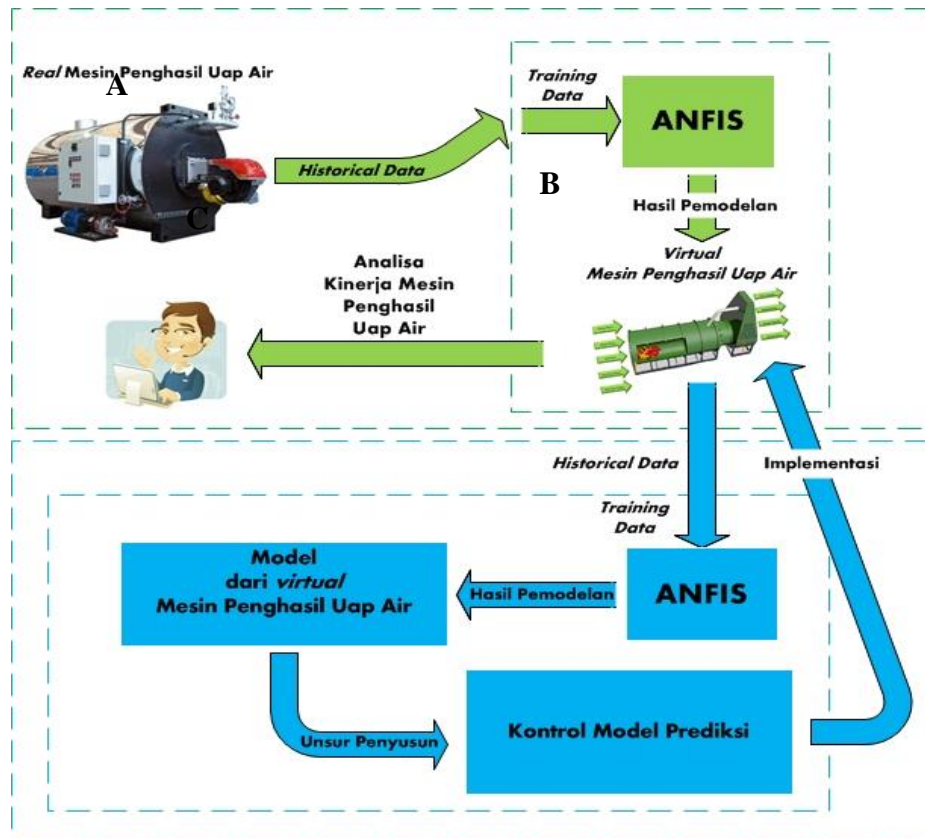 Real Mesin Penghasil Uap Air
A
C
Historical Data
Training
Data
ANFIS
B
Hasil Pemodelan
Virtual
Mesin Penghasil Uap Air
Analisa
Kinerja Mesin
Penghasil
Uap Air
Historical Data
Implementasi
Training
Data
ANFIS
Hasil Pemodelan
Model
dari virtual
Mesin Penghasil Uap Air
Unsur Penyusun
Kontrol Model Prediksi